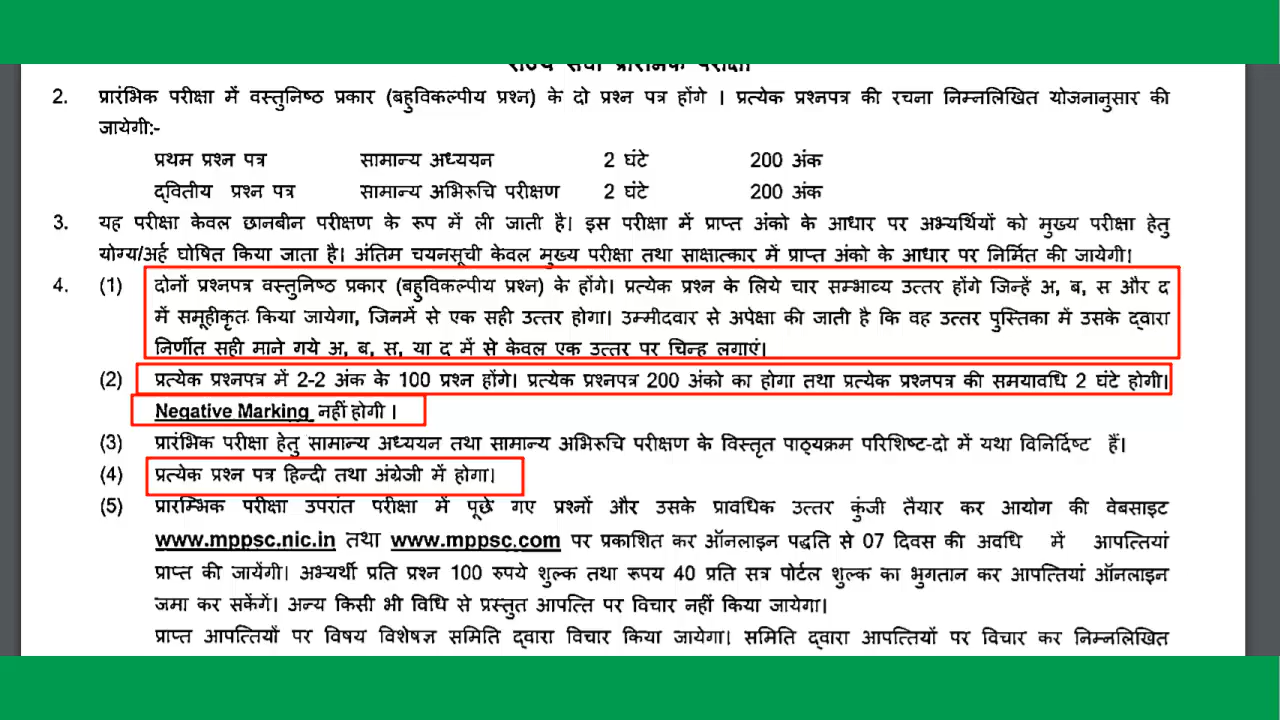 राज्य सेवा प्रारंभिक परीक्षा
2. प्रारंभिक परीक्षा में वस्तुनिष्ठ प्रकार (बहुविकल्पीय प्रश्न) के दो प्रश्न पत्र होंगे । प्रत्येक प्रश्नपत्र की रचना निम्नलिखित योजनानुसार की
जायेगी:-
प्रथम प्रश्न पत्र सामान्य अध्ययन 2 घंटे 200 अंक
द्वितीय प्रश्न पत्र सामान्य अभिरूचि परीक्षण 2 घंटे 200 अंक
3. यह परीक्षा केवल छानबीन परीक्षण के रूप में ली जाती है। इस परीक्षा में प्राप्त अंको के आधार पर अभ्यर्थियों को मुख्य परीक्षा हेतु
योग्य/अर्ह घोषित किया जाता है। अंतिम चयनसूची केवल मुख्य परीक्षा तथा साक्षात्कार में प्राप्त अंको के आधार पर निर्मित की जायेगी।
4. (1) दोनों प्रश्नपत्र वस्तुनिष्ठ प्रकार (बहुविकल्पीय प्रश्न) के होंगे। प्रत्येक प्रश्न के लिये चार सम्भाव्य उत्तर होंगे जिन्हें अ, ब, स और द
में समूहीकृत किया जायेगा, जिनमें से एक सही उत्तर होगा। उम्मीदवार से अपेक्षा की जाती है कि वह उत्तर पुस्तिका में उसके द्वारा
निर्णीत सही माने गये अ, ब, स, या द में से केवल एक उत्तर पर चिन्ह लगाएं।
(2) प्रत्येक प्रश्नपत्र में 2-2 अंक के 100 प्रश्न होंगे। प्रत्येक प्रश्नपत्र 200 अंको का होगा तथा प्रत्येक प्रश्नपत्र की समयावधि 2 घंटे होगी।
Negative Marking नहीं होगी ।
(3) प्रारंभिक परीक्षा हेतु सामान्य अध्ययन तथा सामान्य अभिरूचि परीक्षण के विस्तृत पाठ्यक्रम परिशिष्ट-दो में यथा विनिर्दिष्ट हैं।
(4) प्रत्येक प्रश्न पत्र हिन्दी तथा अंग्रेजी में होगा।
(5) प्रारम्भिक परीक्षा उपरांत परीक्षा में पूछे गए प्रश्नों और उसके प्रावधिक उत्तर कुंजी तैयार कर आयोग की वेबसाइट
www.mppsc.nic.in तथा www.mppsc.com पर प्रकाशित कर ऑनलाइन पद्धति से 07 दिवस की अवधि में आपत्तियां
प्राप्त की जायेंगी। अभ्यर्थी प्रति प्रश्न 100 रुपये शुल्क तथा रूपय 40 प्रति सत्र पोर्टल शुल्क का भुगतान कर आपत्तियां ऑनलाइन
जमा कर सकेंगें। अन्य किसी भी विधि से प्रस्तुत आपत्ति पर विचार नहीं किया जायेगा।
प्राप्त आपत्तियों पर विषय विशेषज्ञ समिति द्वारा विचार किया जायेगा। समिति द्वारा आपत्तियों पर विचार कर निम्नलिखित